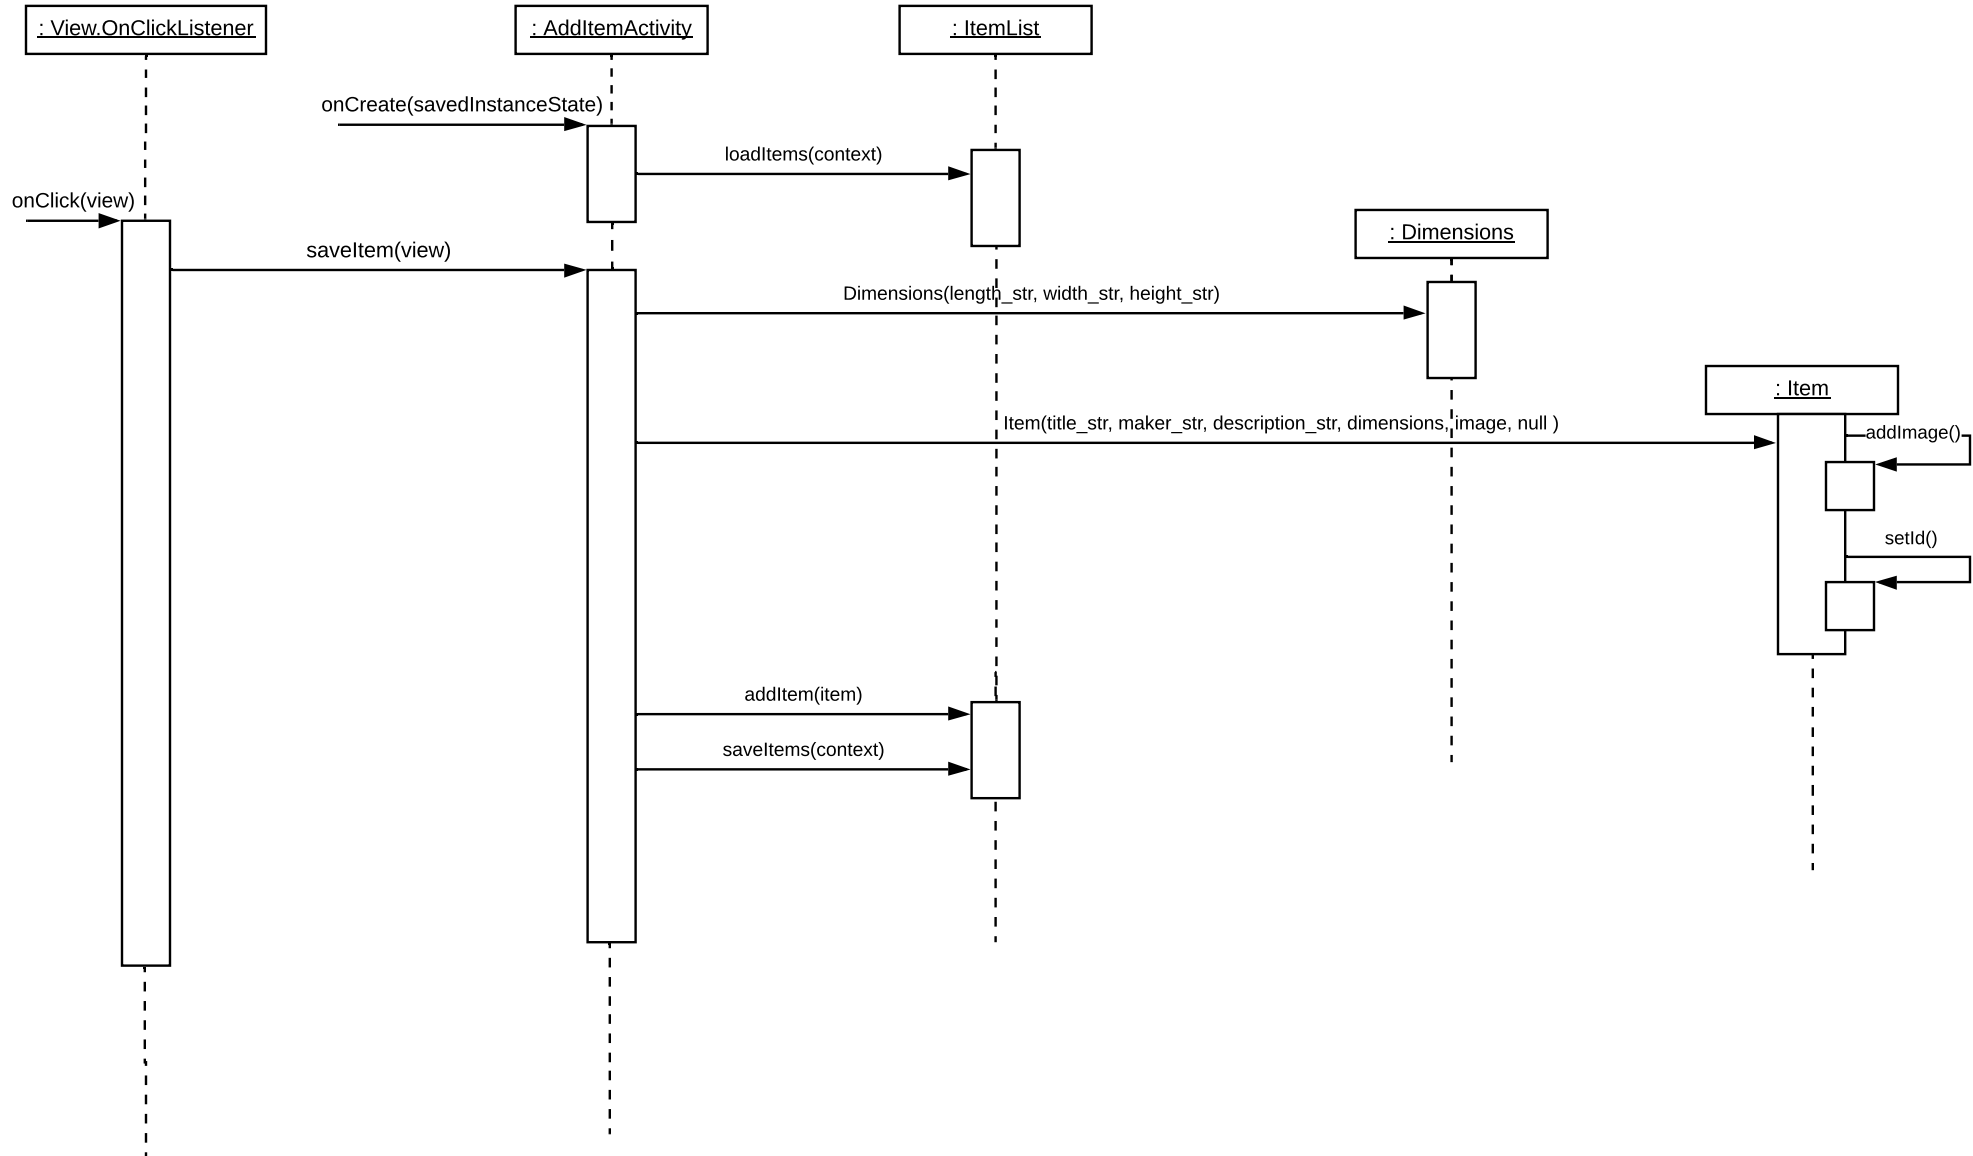 : View.OnClickListener
: AddItemActivity
: ItemList
onCreate(savedInstanceState)
loadItems(context)
onClick(view)
: Dimensions
saveItem(view)
Dimensions(length_str, width_str, height_str)
: Item
Item(title_str, maker_str, description_str, dimensions, image, null )
addImage()
setId()
addItem(item)
saveItems(context)